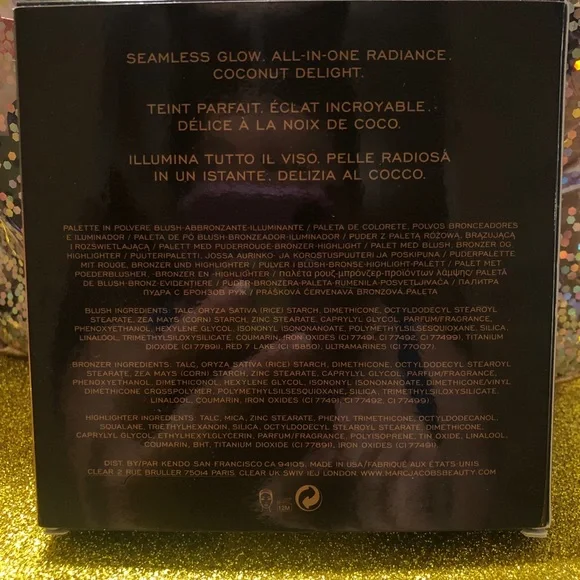 SEAMLESS GLOW. ALL-IN-ONE RADIANCE.
COCONUT DELIGHT.
TEINT PARFAIT. ÉCLAT INCROYABLE.
DÉLICE À LA NOIX DE COCO.
ILLUMINA TUTTO IL VISO. PELLE RADIOSA
IN UN ISTANTE. DELIZIA AL COCCO.
PALETTE IN POLVERE BLUSH-ABBRONZANTE-ILLUMINANTE / PALETA DE COLORETE, POLVOS BRONCEADORES
E ILUMINADOR / PALETA DE PÓ BLUSH-BRONZEADOR-ILUMINADOR / PUDER Z PALETĄ RÓŻOWĄ, BRĄZUJĄCĄ
I ROZŚWIETLAJĄCĄ / PALETT MED PUDERROUGE-BRONZER-HIGHLIGHT / PALET MED BLUSH, BRONZER OG
HIGHLIGHTER / PUUTERIPALETTI, JOSSA AURINKO- JA KOROSTUSPUUTERI JA POSKIPUNA / PUDERPALETTE
MIT ROUGE, BRONZE UND HIGHLIGHTER / PULVER I BLUSH-BRONSE-HIGHLIGHT-PALETT / PALET MET
POEDERBLUSHER, -BRONZER EN -HIGHLIGHTER / παλέτα ρουζ-μπρόνζερ-προϊόντων λάμψης/ PALETĂ
DE BLUSH-BRONZ-EVIDENȚIERE / PUDER-BRONZERA-PALETA-RUMENILA-POSVETLJIVAČA / ПАЛИТРА
ПУДРА С БРОНЗОВ РУЖ / PRÁŠKOVÁ ČERVENAVÁ BRONZOVÁ PALETA
BLUSH INGREDIENTS: TALC, ORYZA SATIVA (RICE) STARCH, DIMETHICONE, OCTYLDODECYL STEAROYL
STEARATE, ZEA MAYS (CORN) STARCH, ZINC STEARATE, CAPRYLYL GLYCOL, PARFUM/FRAGRANCE,
PHENOXYETHANOL, HEXYLENE GLYCOL, ISONONYL ISONONANOATE, POLYMETHYLSILSESQUIOXANE, SILICA,
LINALOOL, TRIMETHYLSILOXYSILICATE, COUMARIN, IRON OXIDES (CI 77491, CI 77492, CI 77499), TITANIUM
DIOXIDE (CI 77891), RED 7 LAKE (CI 15850), ULTRAMARINES (CI 77007).
BRONZER INGREDIENTS: TALC, ORYZA SATIVA (RICE) STARCH, DIMETHICONE, OCTYLDODECYL STEAROYL
STEARATE, ZEA MAYS (CORN) STARCH, ZINC STEARATE, CAPRYLYL GLYCOL, PARFUM/FRAGRANCE,
PHENOXYETHANOL, DIMETHICONOL, HEXYLENE GLYCOL, ISONONYL ISONONANOATE, DIMETHICONE/VINYL
DIMETHICONE CROSSPOLYMER, POLYMETHYLSILSESQUIOXANE, SILICA, TRIMETHYLSILOXYSILICATE,
LINALOOL, COUMARIN, IRON OXIDES (CI 77491, CI 77492, CI 77499).
HIGHLIGHTER INGREDIENTS: TALC, MICA, ZINC STEARATE, PHENYL TRIMETHICONE, OCTYLDODECANOL,
SQUALANE, TRIETHYLHEXANOIN, SILICA, OCTYLDODECYL STEAROYL STEARATE, DIMETHICONE,
CAPRYLYL GLYCOL, ETHYLHEXYLGLYCERIN, PARFUM/FRAGRANCE, POLYISOPRENE, TIN OXIDE, LINALOOL,
COUMARIN, BHT, TITANIUM DIOXIDE (CI 77891), IRON OXIDES (CI 77491).
DIST. BY/PAR KENDO SAN FRANCISCO CA 94105. MADE IN USA/FABRIQUÉ AUX ÉTATS-UNIS
CLEAR 2 RUE BRULLER 75014 PARIS. CLEAR UK SW1V 1EJ LONDON. WWW.MARCJACOBSBEAUTY.COM
12M